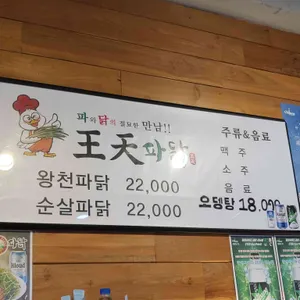 파와 닭의 필요한 만남!!
王天파닭
왕천파닭 22,000
순살파닭 22,000
주류&음료
맥주
소주
음료
오뎅탕 18,000